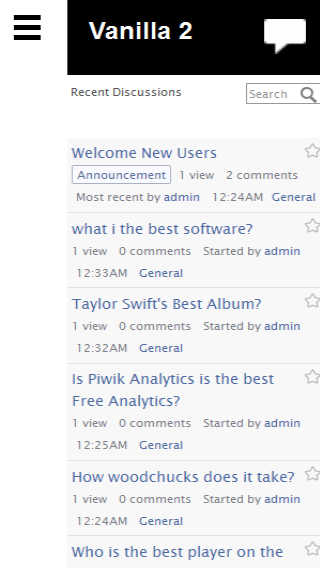 Vanilla 2
Recent Discussions
Search
Welcome New Users
Announcement 1 view 2 comments
Most recent by admin 12:24AM General
what i the best software?
1 view 0 comments Started by admin
12:33AM General
Taylor Swift's Best Album?
1 view 0 comments Started by admin
12:32AM General
Is Piwik Analytics is the best
Free Analytics?
1 view 0 comments Started by admin
12:25AM General
How woodchucks does it take?
1 view 0 comments Started by admin
12:24AM General
Who is the best player on the